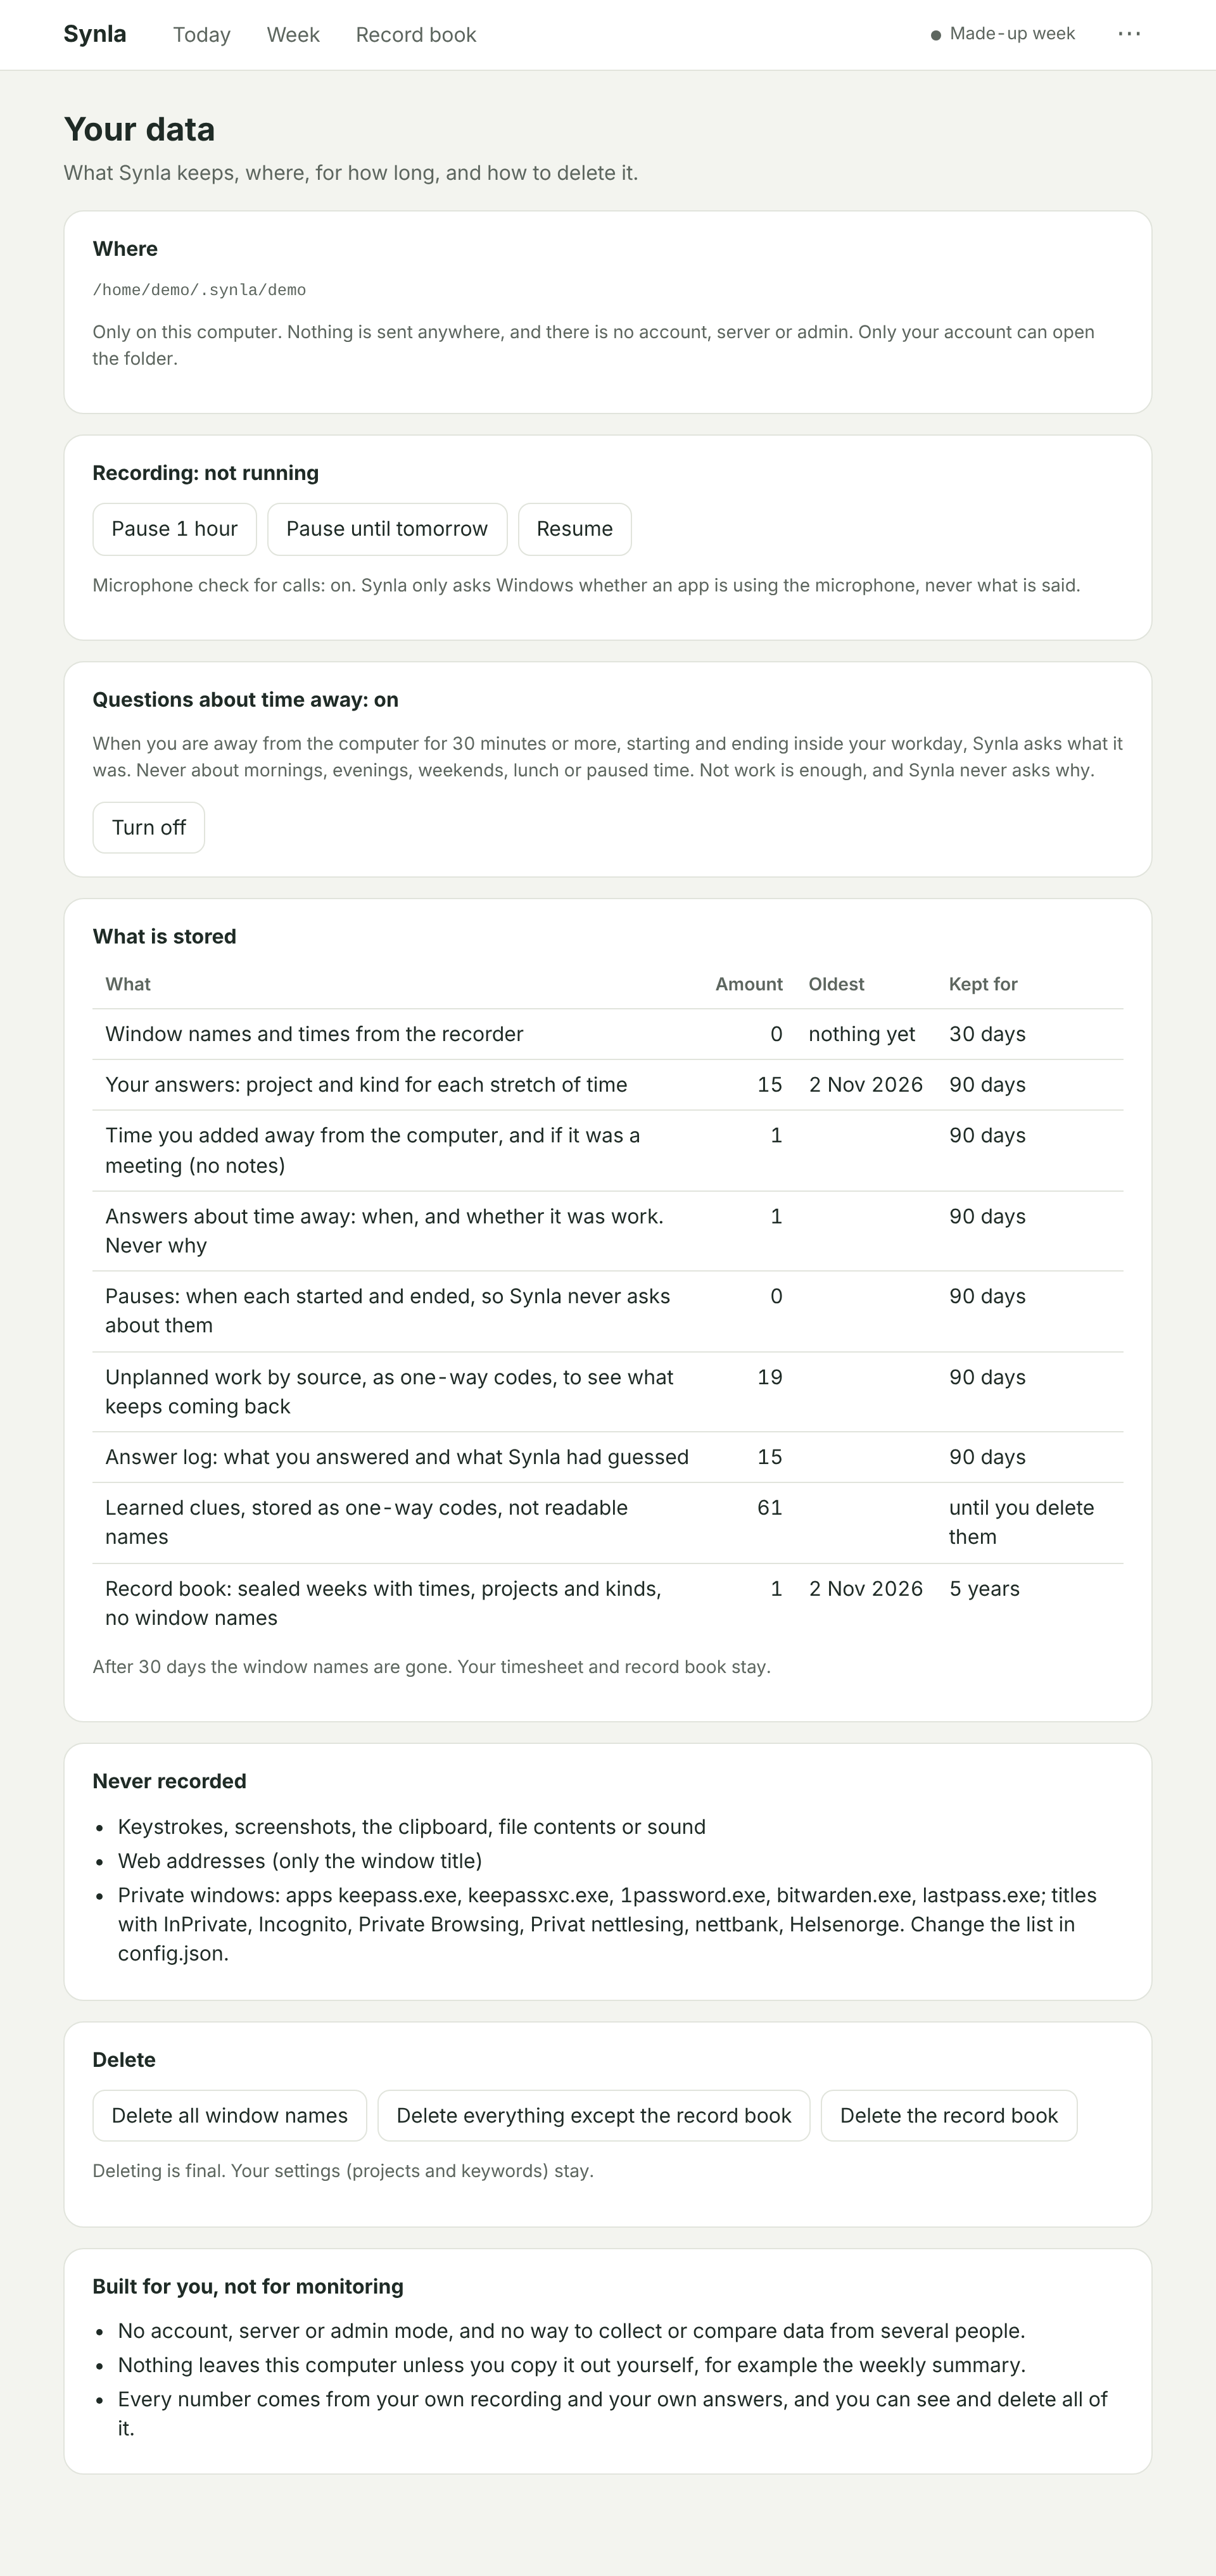 Synla Today Week Record book Made-up week ...
Your data
What Synla keeps, where, for how long, and how to delete it.
Where
/home/demo/.synla/demo
Only on this computer. Nothing is sent anywhere, and there is no account, server or admin. Only your account can open
the folder.
Recording: not running
Pause 1 hour Pause until tomorrow Resume
Microphone check for calls: on. Synla only asks Windows whether an app is using the microphone, never what is said.
Questions about time away: on
When you are away from the computer for 30 minutes or more, starting and ending inside your workday, Synla asks what it
was. Never about mornings, evenings, weekends, lunch or paused time. Not work is enough, and Synla never asks why.
Turn off
What is stored
What Amount Oldest Kept for
Window names and times from the recorder 0 nothing yet 30 days
Your answers: project and kind for each stretch of time 15 2 Nov 2026 90 days
Time you added away from the computer, and if it was a 1 90 days
meeting (no notes)
Answers about time away: when, and whether it was work. 1 90 days
Never why
Pauses: when each started and ended, so Synla never asks 0 90 days
about them
Unplanned work by source, as one-way codes, to see what 19 90 days
keeps coming back
Answer log: what you answered and what Synla had guessed 15 90 days
Learned clues, stored as one-way codes, not readable 61 until you delete
names them
Record book: sealed weeks with times, projects and kinds, 1 2 Nov 2026 5 years
no window names
After 30 days the window names are gone. Your timesheet and record book stay.
Never recorded
• Keystrokes, screenshots, the clipboard, file contents or sound
• Web addresses (only the window title)
• Private windows: apps keepass.exe, keepassxc.exe, 1password.exe, bitwarden.exe, lastpass.exe; titles
with InPrivate, Incognito, Private Browsing, Privat nettlesing, nettbank, Helsenorge. Change the list in
config.json.
Delete
Delete all window names Delete everything except the record book Delete the record book
Deleting is final. Your settings (projects and keywords) stay.
Built for you, not for monitoring
• No account, server or admin mode, and no way to collect or compare data from several people.
• Nothing leaves this computer unless you copy it out yourself, for example the weekly summary.
• Every number comes from your own recording and your own answers, and you can see and delete all of
it.